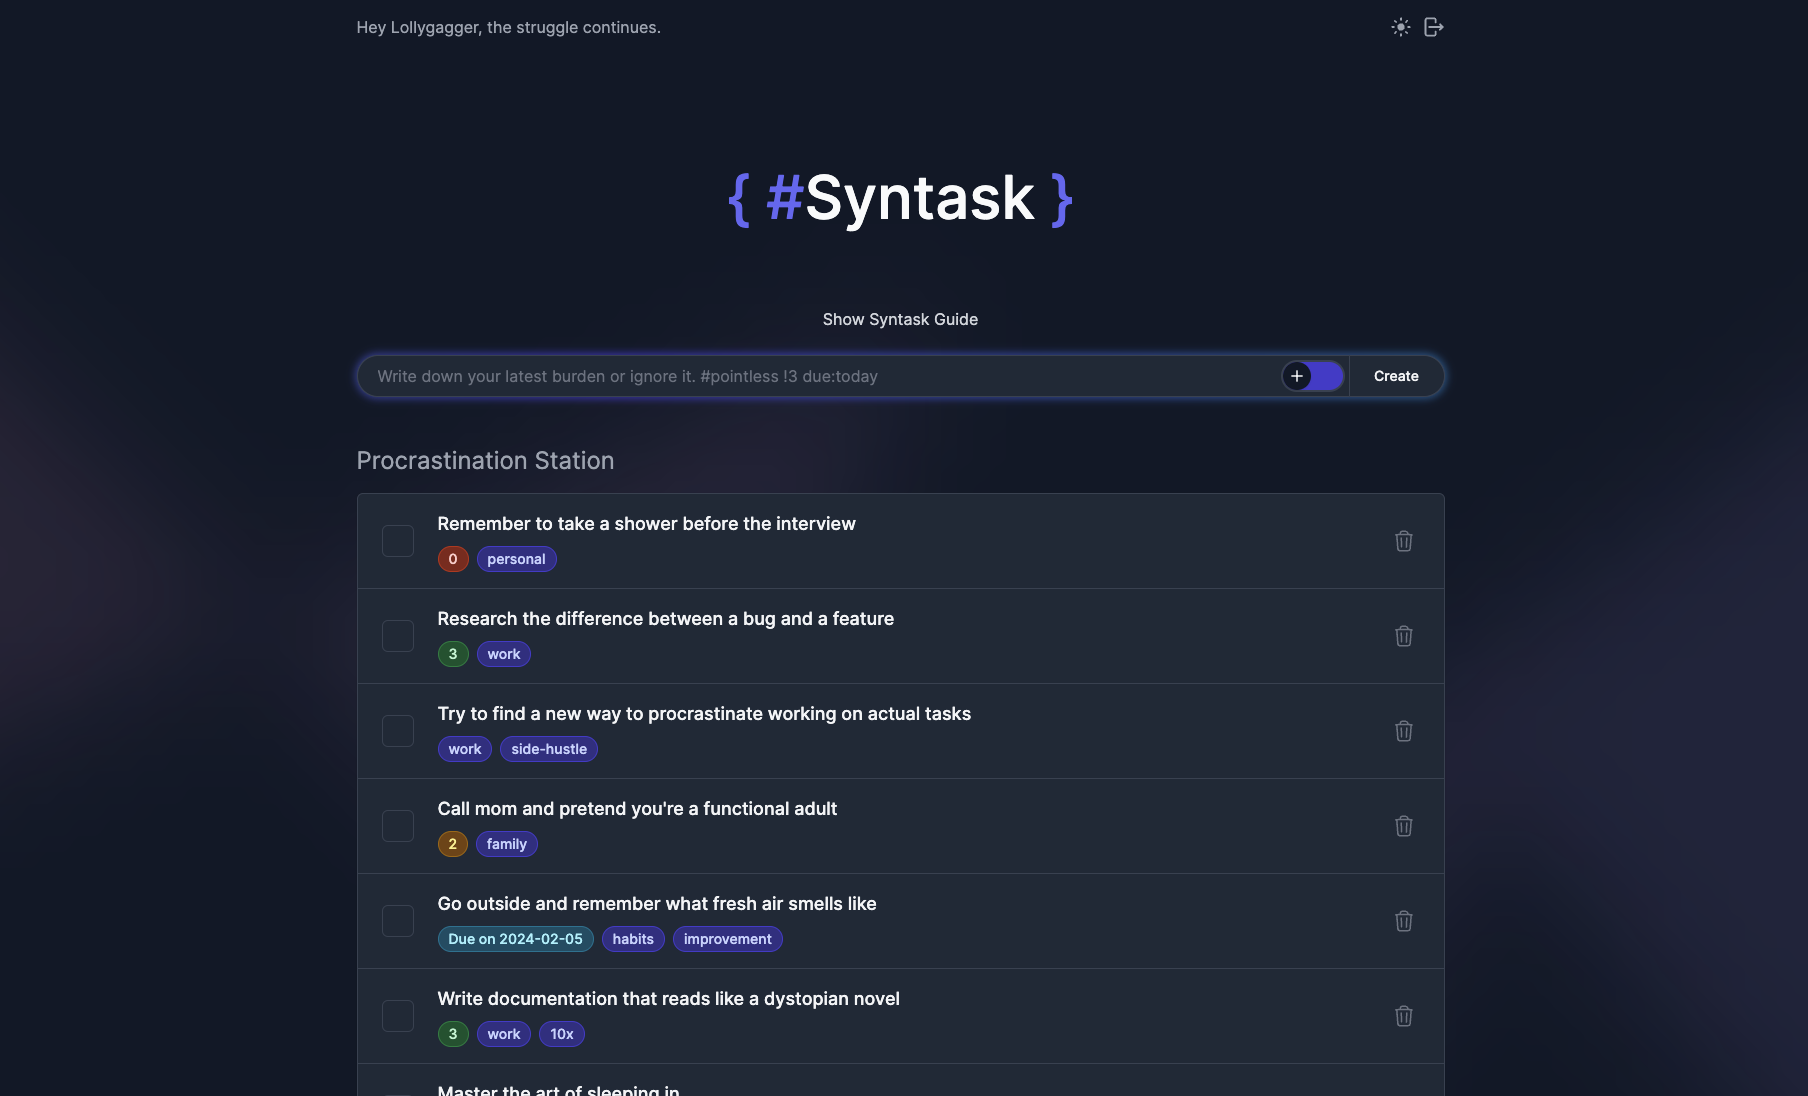 Hey Lollygagger, the struggle continues.
{ #Syntask }
Show Syntask Guide
Write down your latest burden or ignore it. #pointless !3 due:today
+
Create
Procrastination Station
Remember to take a shower before the interview
0 personal
Research the difference between a bug and a feature
3 work
Try to find a new way to procrastinate working on actual tasks
work side-hustle
Call mom and pretend you're a functional adult
2 family
Go outside and remember what fresh air smells like
Due on 2024-02-05 habits improvement
Write documentation that reads like a dystopian novel
3 work 10x
Master the art of sleeping in